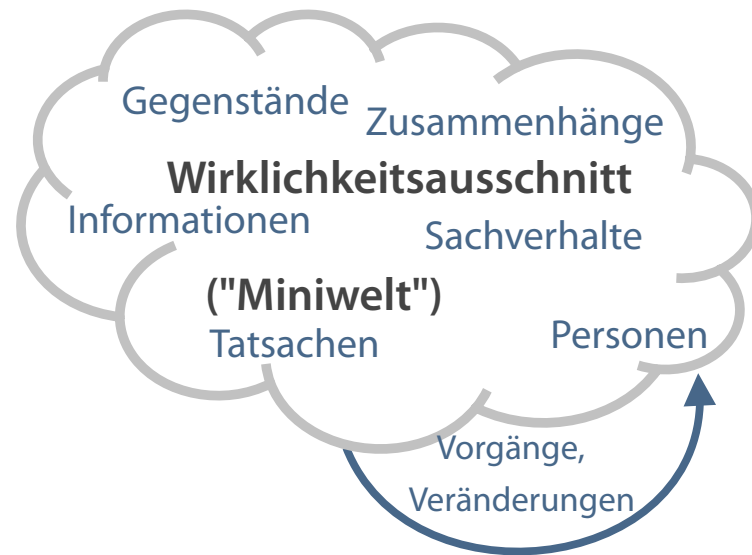 Gegenstände
Zusammenhänge
Wirklichkeitsausschnitt
Informationen
Sachverhalte
("Miniwelt")
Tatsachen
Personen
Vorgänge,
Veränderungen